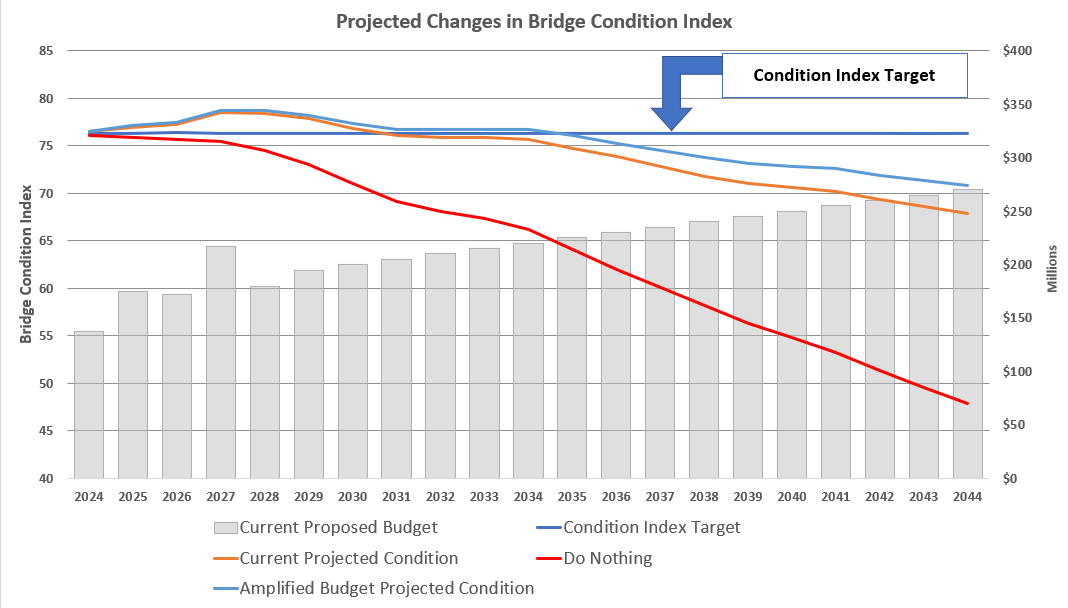 Projected Changes in Bridge Condition Index
85
80
75
70
65
60
55
50
45
40
Bridge Condition Index
Condition Index Target
$400
$350
$300
$250
$200
$150
$100
$50
$0
Millions
2024 2025 2026 2027 2028 2029 2030 2031 2032 2033 2034 2035 2036 2037 2038 2039 2040 2041 2042 2043 2044
Current Proposed Budget Condition Index Target
Current Projected Condition Do Nothing
Amplified Budget Projected Condition